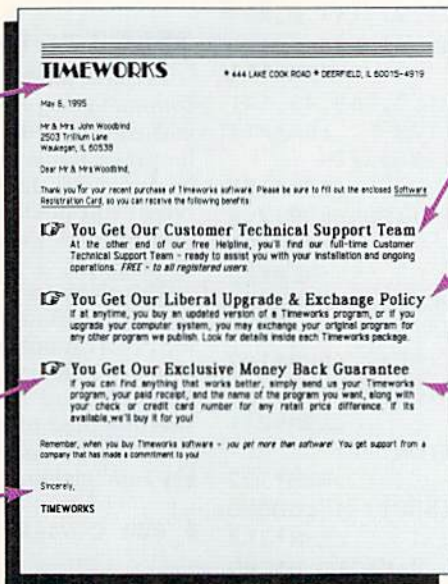 TIMEWORKS
* 444 LAKE COOK ROAD * DEERFIELD, IL 60015-4919
May 6, 1995
Mr & Mrs. John Woodbind
2503 Trillium Lane
Waukegan, IL 60538
Dear Mr & Mrs Woodbind,
Thank you for your recent purchase of Timeworks software. Please be sure to fill out the enclosed Software
Registration Card, so you can receive the following benefits.
You Get Our Customer Technical Support Team
At the other end of our free Helpline, you'll find our full-time Customer
Technical Support Team - ready to assist you with your installation and ongoing
operations. FREE - to all registered users.
You Get Our Liberal Upgrade & Exchange Policy
If at anytime, you buy an updated version of a Timeworks program, or if you
upgrade your computer system, you may exchange your original program for
any other program we publish. Look for details inside each Timeworks package.
You Get Our Exclusive Money Back Guarantee
If you can find anything that works better, simply send us your Timeworks
program, your paid receipt, and the name of the program you want, along with
your check or credit card number for any retail price difference. If its
available,we'll buy it for you!
Remember, when you buy Timeworks software - you get more than software! You get support from a
company that has made a commitment to you!
Sincerely,
TIMEWORKS